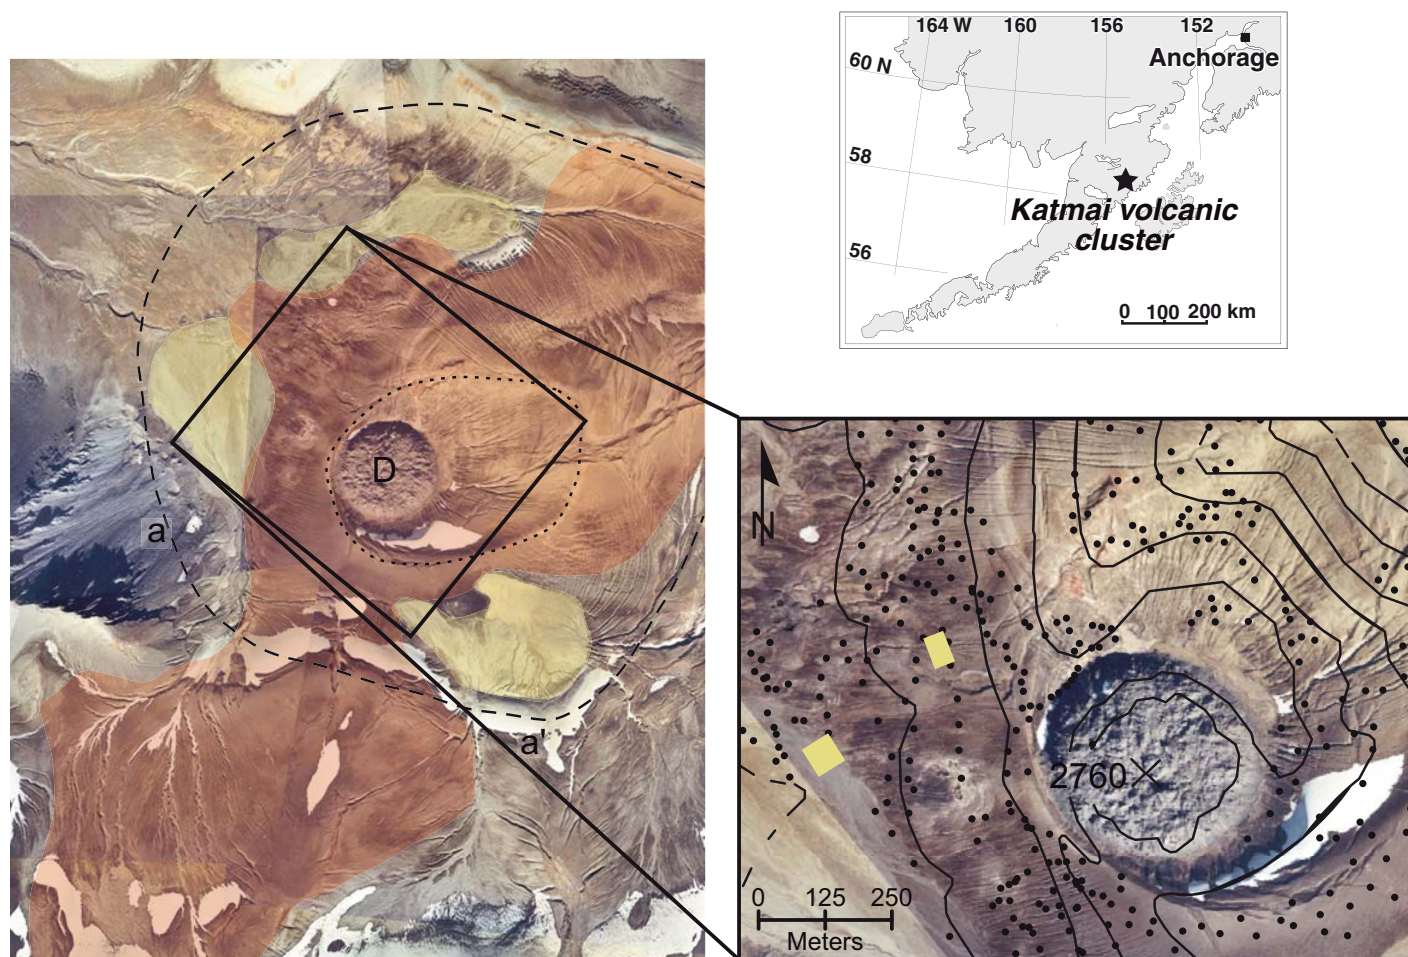 164 W 160 156 152
Anchorage
60 N
58
Katmai volcanic
cluster
56
0 100 200 km
D
a
a'
N
2760
0 125 250
Meters